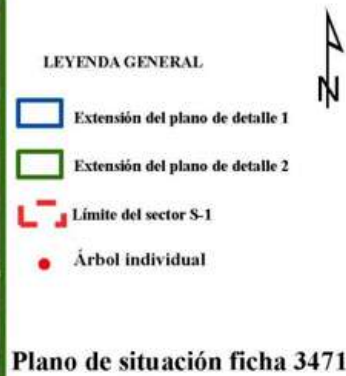 N
LEYENDA GENERAL
Extensión del plano de detalle 1
Extensión del plano de detalle 2
Límite del sector S-1
Árbol individual
Plano de situación ficha 3471